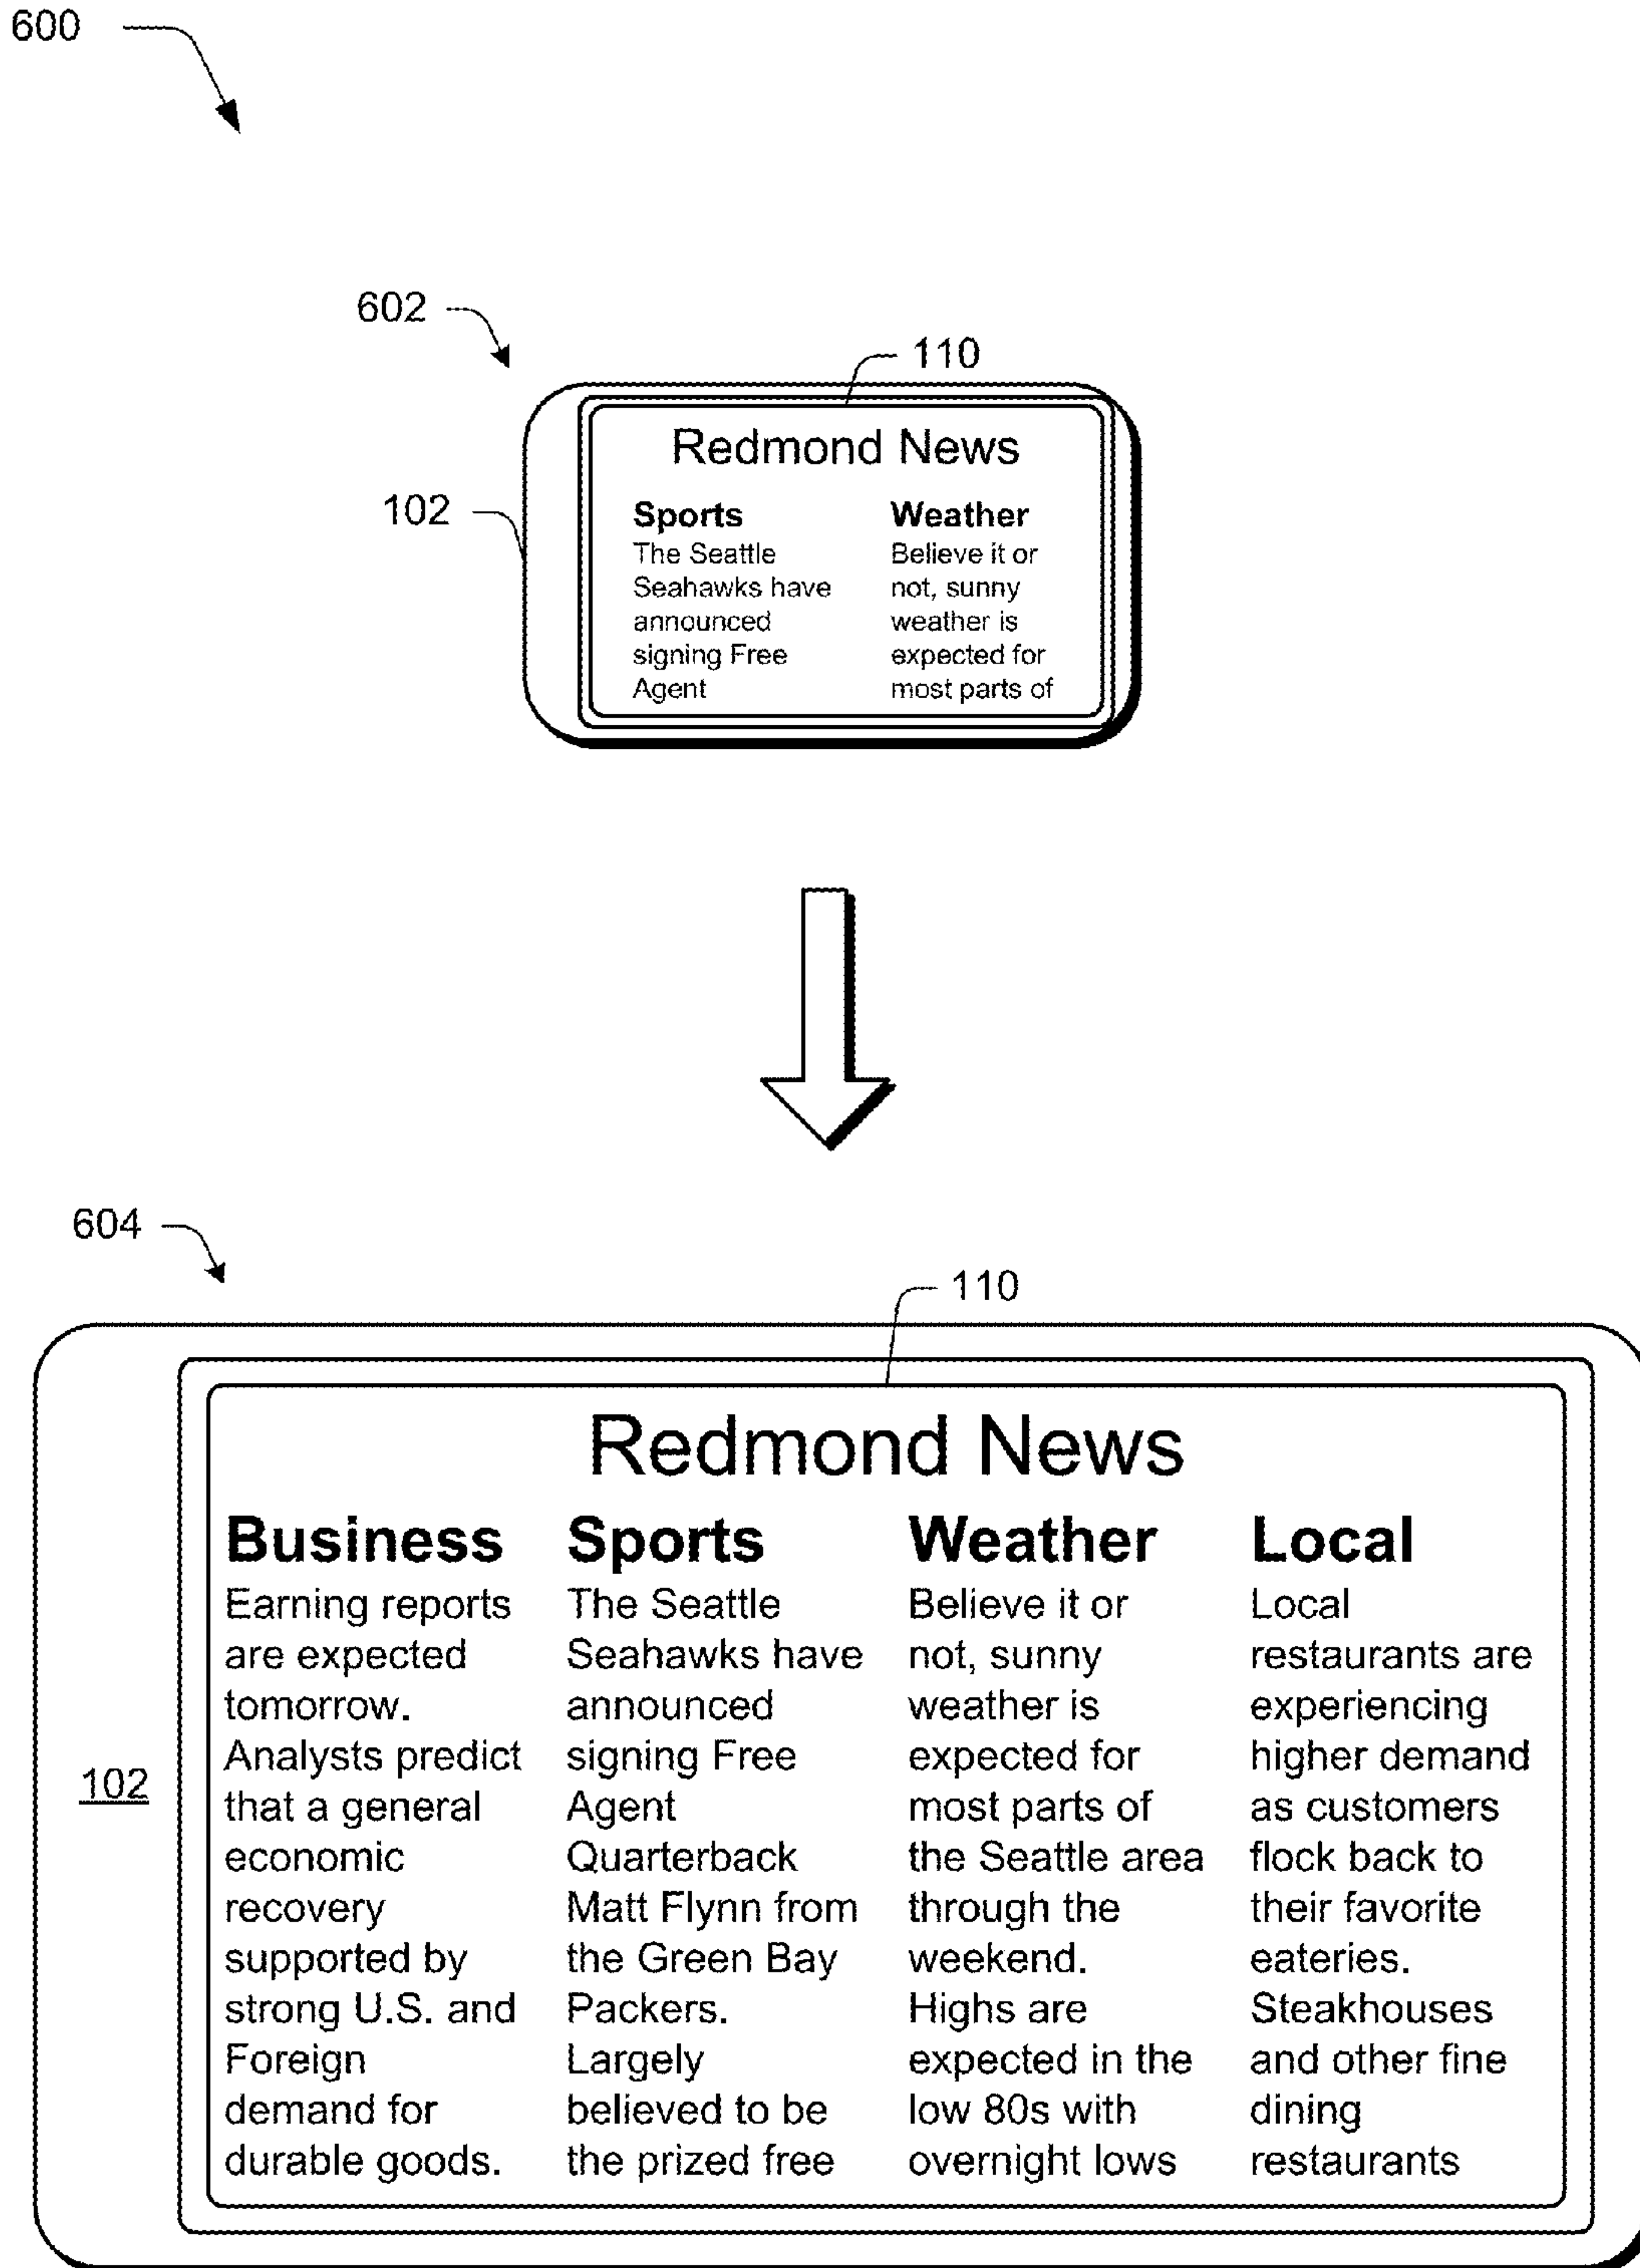 600
602
110
Redmond News
102
Sports
The Seattle
Seahawks have
announced
signing Free
Agent
Weather
Believe it or
not, sunny
weather is
expected for
most parts of
604
110
Redmond News
102
Business
Earning reports
are expected
tomorrow.
Analysts predict
that a general
economic
recovery
supported by
strong U.S. and
Foreign
demand for
durable goods.
Sports
The Seattle
Seahawks have
announced
signing Free
Agent
Quarterback
Matt Flynn from
the Green Bay
Packers.
Largely
believed to be
the prized free
Weather
Believe it or
not, sunny
weather is
expected for
most parts of
the Seattle area
through the
weekend.
Highs are
expected in the
low 80s with
overnight lows
Local
Local
restaurants are
experiencing
higher demand
as customers
flock back to
their favorite
eateries.
Steakhouses
and other fine
dining
restaurants